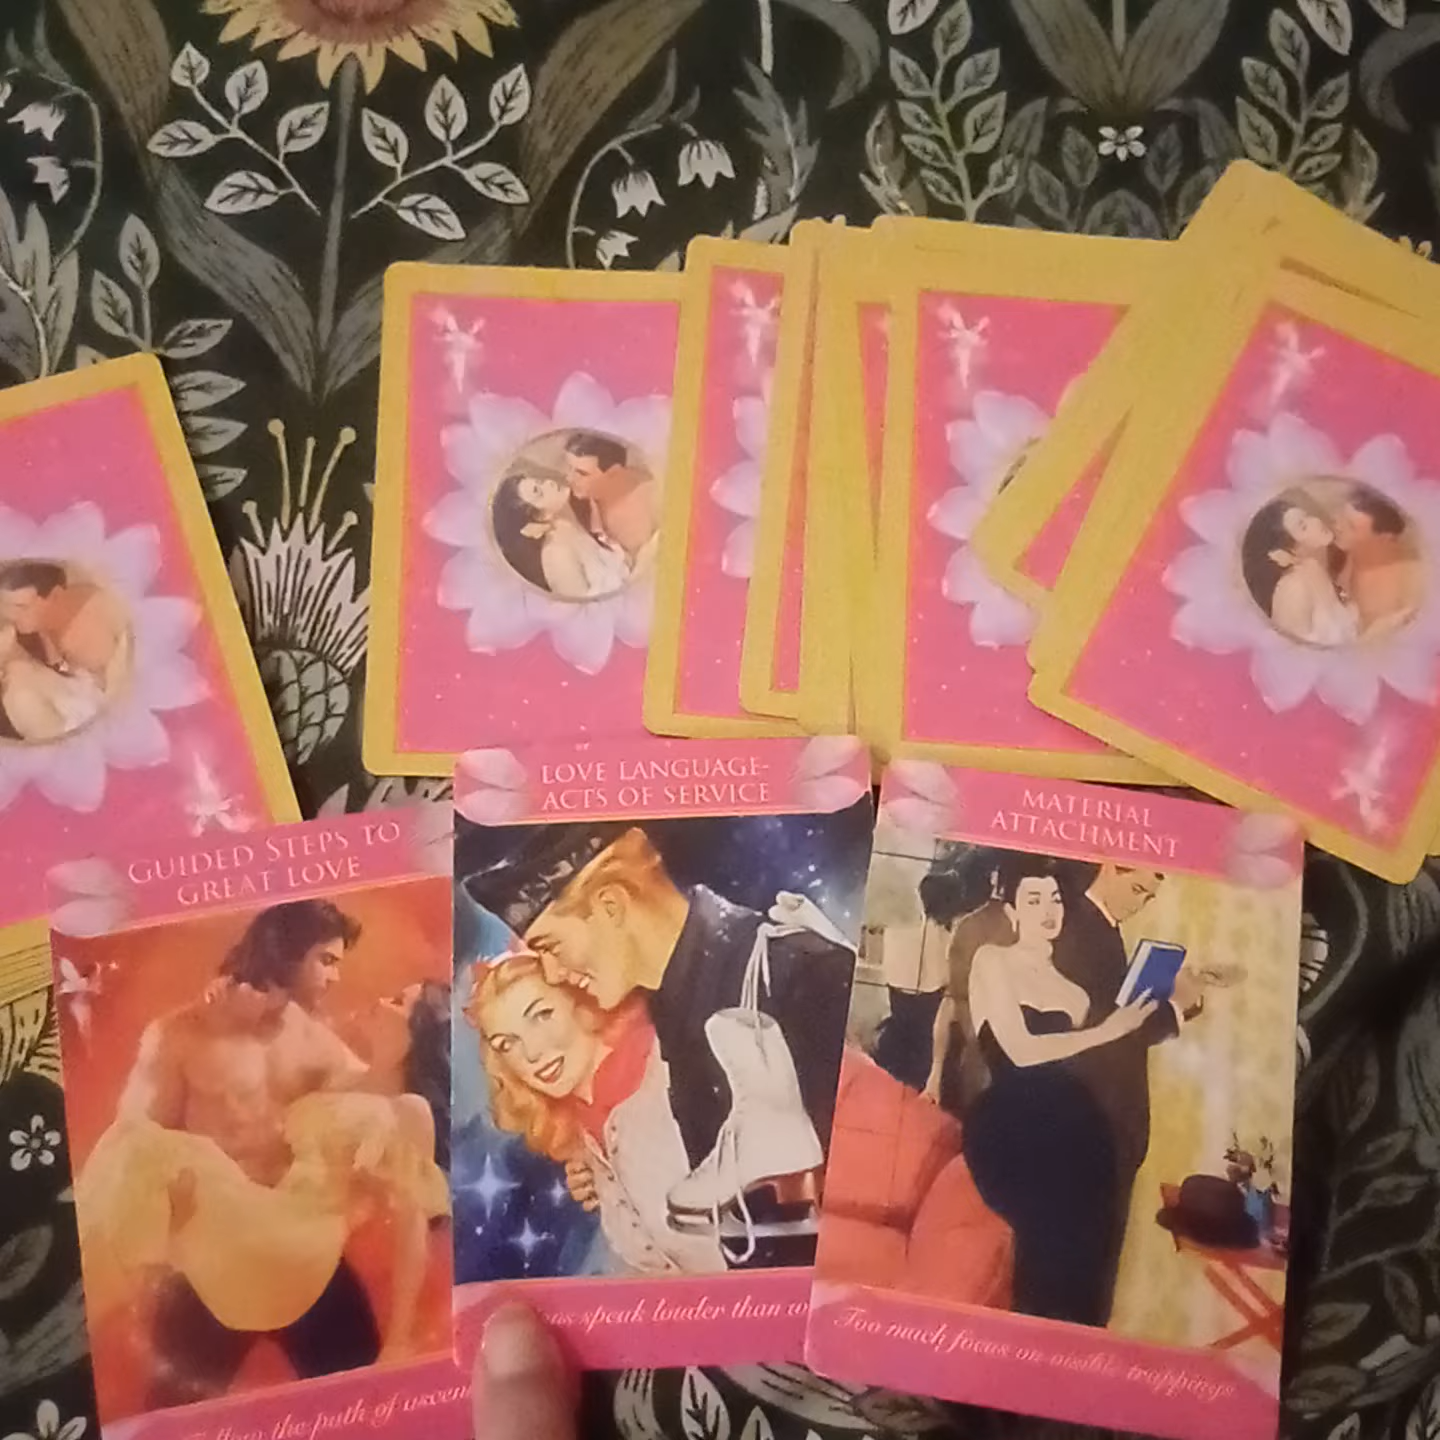 GUIDED STEPS TO
GREAT LOVE
the path of
LOVE LANGUAGE-
ACTS OF SERVICE
speak louder than
MATERIAL
ATTACHMENT
Too much focus on visible trappings